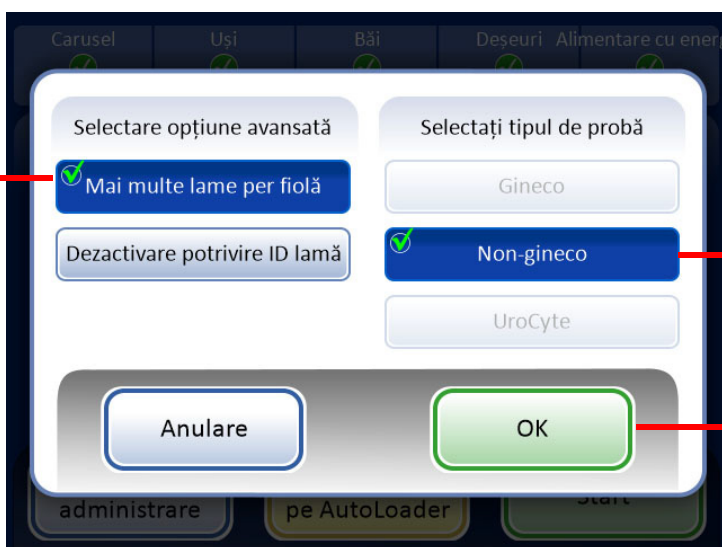 Carusel Uși Băi Deșeuri Alimentare cu ener
Selectare opțiune avansată
Mai multe lame per fiolă
Dezactivare potrivire ID lamă
Selectați tipul de probă
Gineco
Non-gineco
UroCyte
Anulare
OK
administrare
pe AutoLoader
Start